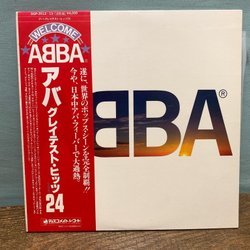 WELCOME
ABBA
アバ
グレイテスト・ヒッツ
24
遂に世界のポップス・シーンを完全制覇!!
今や、日本中アバ・フィーバーで大過熱。
ABBA
ディスコメイト・レコード